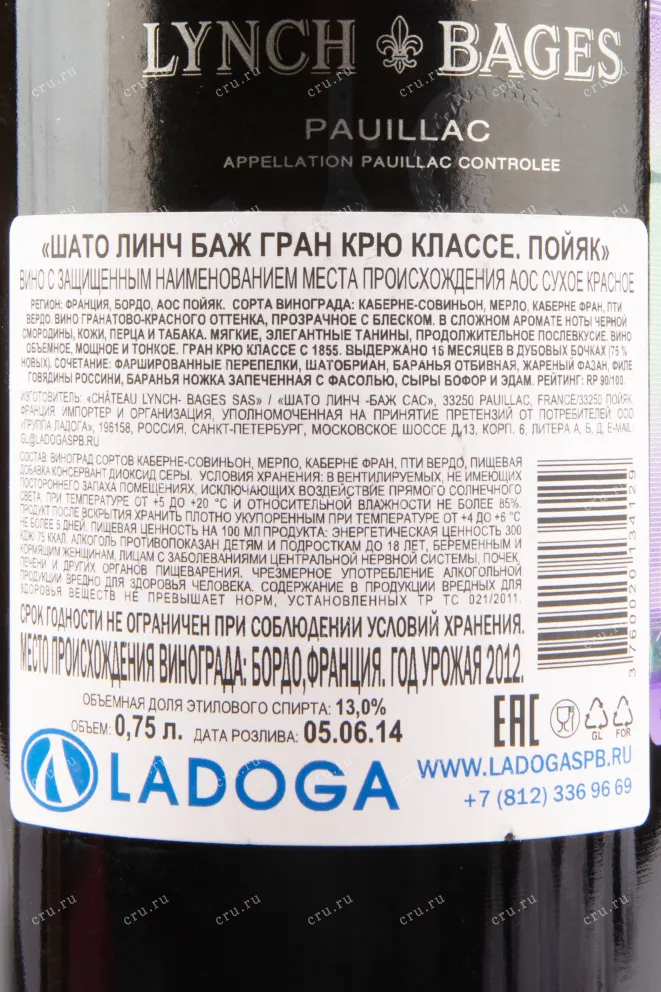 LYNCH BAGES
PAUILLAC
APPELLATION PAUILLAC CONTROLEE
«ШАТО ЛИНЧ БАЖ ГРАН КРЮ КЛАССЕ. ПОЙЯК»
ВИНО С ЗАЩИЩЕННЫМ НАИМЕНОВАНИЕМ МЕСТА ПРОИСХОЖДЕНИЯ АОС СУХОЕ КРАСНОЕ
РЕГИОН: ФРАНЦИЯ, БОРДО, АОС ПОЙЯК. СОРТА ВИНОГРАДА: КАБЕРНЕ-СОВИНЬОН, МЕРЛО, КАБЕРНЕ ФРАН, ПТИ
ВЕРДО. ВИНО ГРАНАТОВО-КРАСНОГО ОТТЕНКА, ПРОЗРАЧНОЕ С БЛЕСКОМ. В СЛОЖНОМ АРОМАТЕ НОТЫ ЧЕРНОЙ
СМОРОДИНЫ, КОЖИ, ПЕРЦА И ТАБАКА. МЯГКИЕ, ЭЛЕГАНТНЫЕ ТАНИНЫ, ПРОДОЛЖИТЕЛЬНОЕ ПОСЛЕВКУСИЕ. ВИНО
ОБЪЕМНОЕ, МОЩНОЕ И ТОНКОЕ. ГРАН КРЮ КЛАССЕ С 1855. ВЫДЕРЖАНО 15 МЕСЯЦЕВ В ДУБОВЫХ БОЧКАХ (75 %
НОВЫХ). СОЧЕТАНИЕ: ФАРШИРОВАННЫЕ ПЕРЕПЕЛКИ, ШАТОБРИАН, БАРАНЬЯ ОТБИВНАЯ, ЖАРЕНЫЙ ФАЗАН, ФИЛЕ
ГОВЯДИНЫ РОССИНИ, БАРАНЬЯ НОЖКА ЗАПЕЧЕННАЯ С ФАСОЛЬЮ, СЫРЫ БОФОР И ЭДАМ. РЕЙТИНГ: RP 90/100.
ИЗГОТОВИТЕЛЬ: «CHÂTEAU LYNCH- BAGES SAS» / «ШАТО ЛИНЧ -БАЖ САС», 33250 PAUILLAC, FRANCE/33250 ПОЙЯК,
ФРАНЦИЯ. ИМПОРТЕР И ОРГАНИЗАЦИЯ, УПОЛНОМОЧЕННАЯ НА ПРИНЯТИЕ ПРЕТЕНЗИЙ ОТ ПОТРЕБИТЕЛЕЙ: ООО
«ГРУППА ЛАДОГА», 196158, РОССИЯ, САНКТ-ПЕТЕРБУРГ, МОСКОВСКОЕ ШОССЕ Д.13, КОРП. 6, ЛИТЕРА А, Б, Д, E-MAIL:
GL@LADOGASPB.RU
СОСТАВ: ВИНОГРАД СОРТОВ КАБЕРНЕ-СОВИНЬОН, МЕРЛО, КАБЕРНЕ ФРАН, ПТИ ВЕРДО, ПИЩЕВАЯ
ДОБАВКА КОНСЕРВАНТ ДИОКСИД СЕРЫ. УСЛОВИЯ ХРАНЕНИЯ: В ВЕНТИЛИРУЕМЫХ, НЕ ИМЕЮЩИХ
ПОСТОРОННЕГО ЗАПАХА ПОМЕЩЕНИЯХ, ИСКЛЮЧАЮЩИХ ВОЗДЕЙСТВИЕ ПРЯМОГО СОЛНЕЧНОГО
СВЕТА ПРИ ТЕМПЕРАТУРЕ ОТ +5 ДО +20 °С И ОТНОСИТЕЛЬНОЙ ВЛАЖНОСТИ НЕ БОЛЕЕ 85%.
ПРОДУКТ ПОСЛЕ ВСКРЫТИЯ ХРАНИТЬ ПЛОТНО УКУПОРЕННЫМ ПРИ ТЕМПЕРАТУРЕ ОТ +4 ДО +6 °С
НЕ БОЛЕЕ 5 ДНЕЙ. ПИЩЕВАЯ ЦЕННОСТЬ НА 100 МЛ ПРОДУКТА: ЭНЕРГЕТИЧЕСКАЯ ЦЕННОСТЬ 300
КДЖ/ 75 ККАЛ. АЛКОГОЛЬ ПРОТИВОПОКАЗАН ДЕТЯМ И ПОДРОСТКАМ ДО 18 ЛЕТ, БЕРЕМЕННЫМ И
КОРМЯЩИМ ЖЕНЩИНАМ, ЛИЦАМ С ЗАБОЛЕВАНИЯМИ ЦЕНТРАЛЬНОЙ НЕРВНОЙ СИСТЕМЫ, ПОЧЕК,
ПЕЧЕНИ И ДРУГИХ ОРГАНОВ ПИЩЕВАРЕНИЯ. ЧРЕЗМЕРНОЕ УПОТРЕБЛЕНИЕ АЛКОГОЛЬНОЙ
ПРОДУКЦИИ ВРЕДНО ДЛЯ ЗДОРОВЬЯ ЧЕЛОВЕКА. СОДЕРЖАНИЕ В ПРОДУКЦИИ ВРЕДНЫХ ДЛЯ
ЗДОРОВЬЯ ВЕЩЕСТВ НЕ ПРЕВЫШАЕТ НОРМ, УСТАНОВЛЕННЫХ ТР ТС 021/2011.
3 760020 134129
СРОК ГОДНОСТИ НЕ ОГРАНИЧЕН ПРИ СОБЛЮДЕНИИ УСЛОВИЙ ХРАНЕНИЯ.
МЕСТО ПРОИСХОЖДЕНИЯ ВИНОГРАДА: БОРДО,ФРАНЦИЯ. ГОД УРОЖАЯ 2012.
ОБЪЕМНАЯ ДОЛЯ ЭТИЛОВОГО СПИРТА: 13,0%
ОБЪЕМ: 0,75 Л. ДАТА РОЗЛИВА: 05.06.14
EAC
GL FOR
LADOGA
WWW.LADOGASPB.RU
+7 (812) 336 96 69
cru.ru